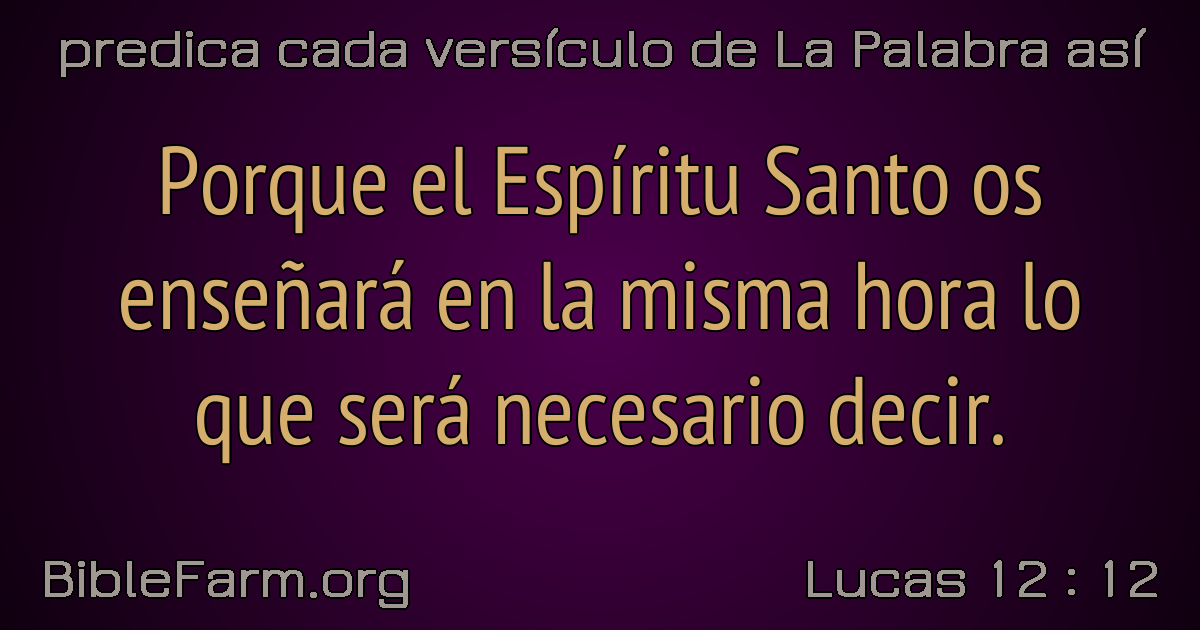 predica cada versículo de La Palabra así
Porque el Espíritu Santo os
enseñará en la misma hora lo
que será necesario decir.
BibleFarm.org
Lucas 12 : 12